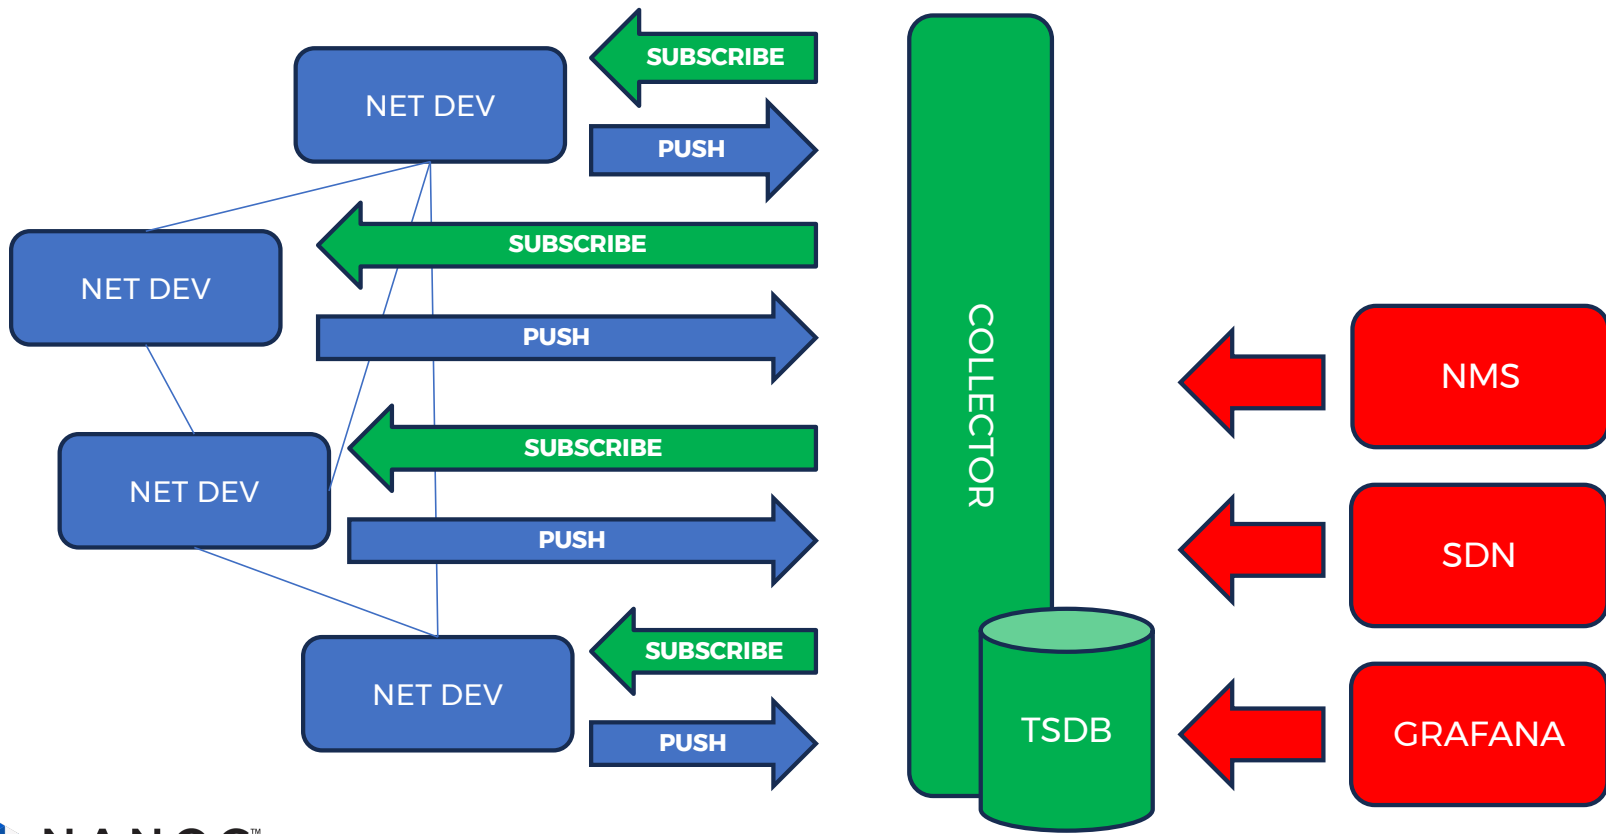 SUBSCRIBE
NET DEV
PUSH
SUBSCRIBE
NET DEV
PUSH
COLLECTOR
NMS
SUBSCRIBE
NET DEV
PUSH
SDN
SUBSCRIBE
NET DEV
PUSH
TSDB
GRAFANA